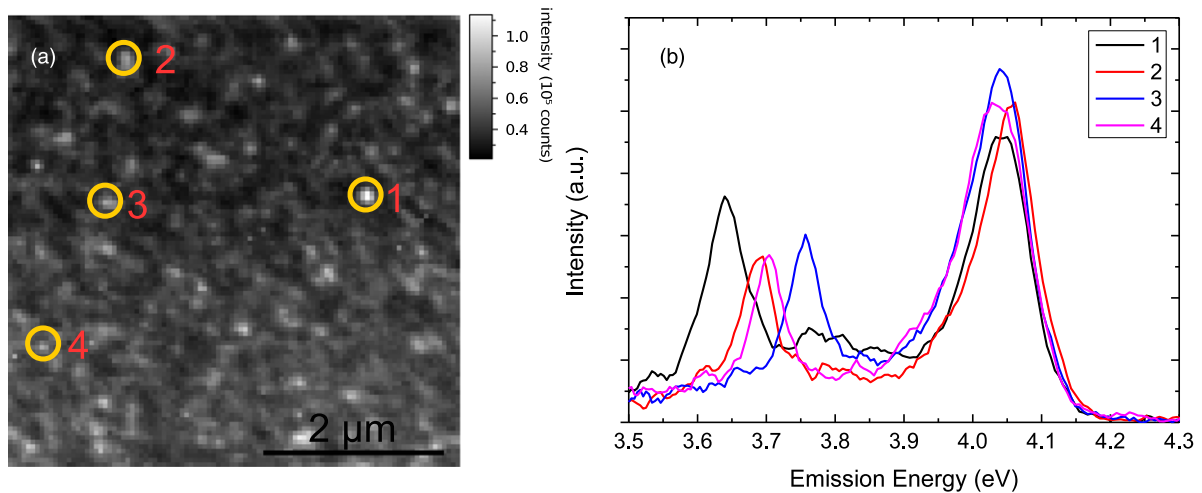 (a)
2
3
1
4
2 μm
1.0
0.8
0.6
0.4
intensity (10⁵ counts)
(b)
1
2
3
4
Intensity (a.u.)
3.5 3.6 3.7 3.8 3.9 4.0 4.1 4.2 4.3
Emission Energy (eV)